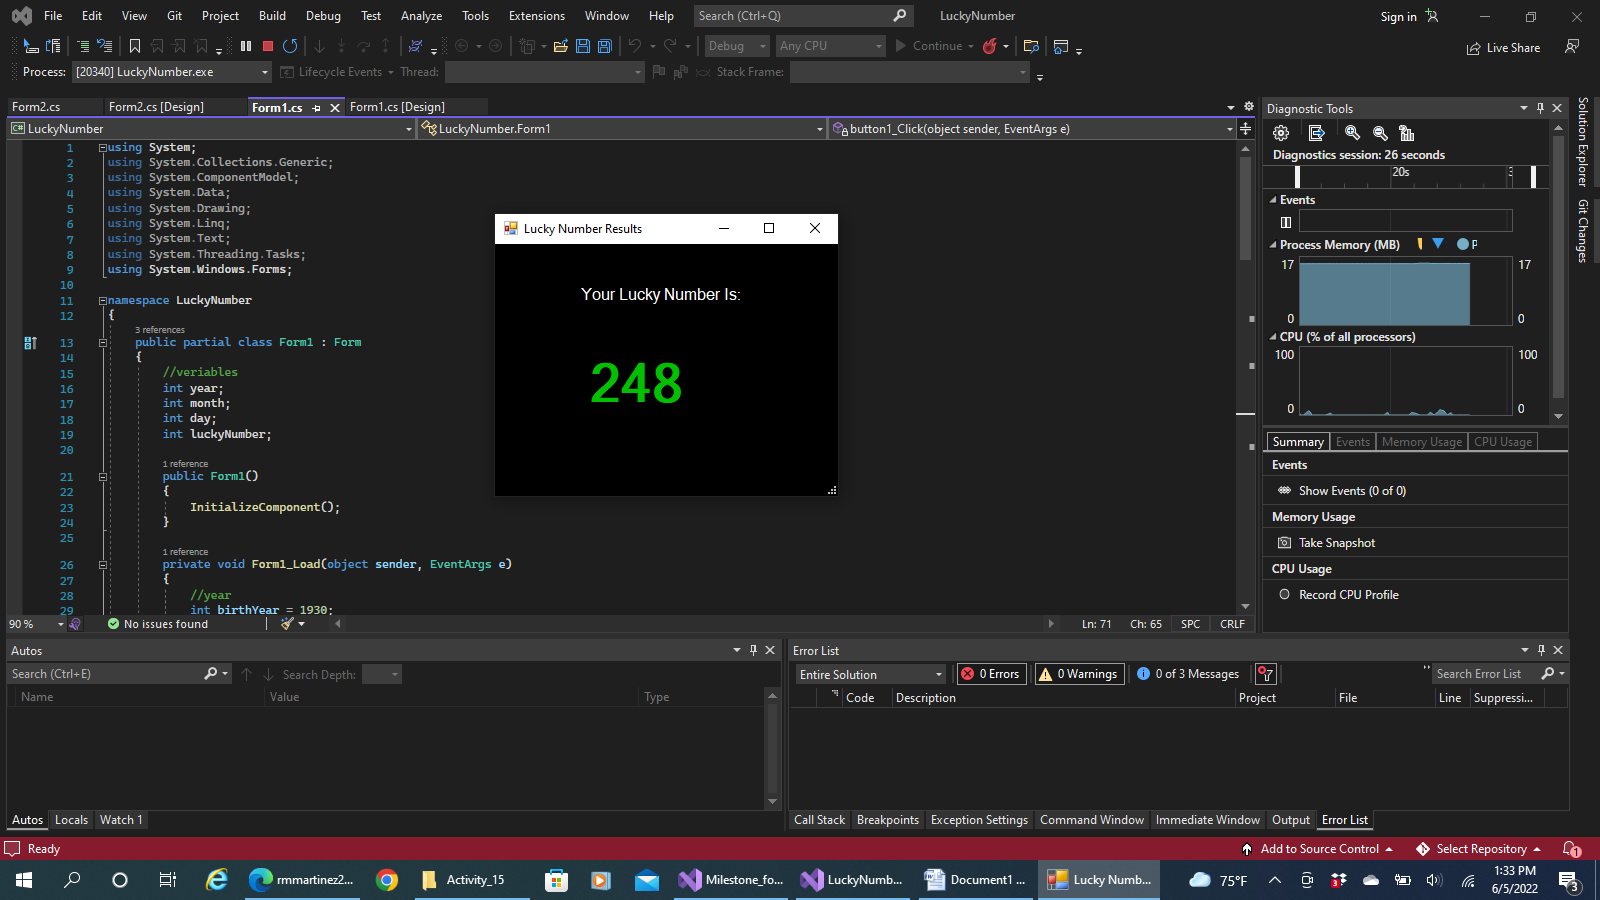 File Edit View Git Project Build Debug Test Analyze Tools Extensions Window Help Search (Ctrl+Q) LuckyNumber Sign in
Debug Any CPU Continue Live Share
Process: [20340] LuckyNumber.exe Lifecycle Events Thread: Stack Frame:
Form2.cs Form2.cs [Design] Form1.cs Form1.cs [Design]
LuckyNumber LuckyNumber.Form1 button1_Click(object sender, EventArgs e)
1 using System;
2 using System.Collections.Generic;
3 using System.ComponentModel;
4 using System.Data;
5 using System.Drawing;
6 using System.Linq;
7 using System.Text;
8 using System.Threading.Tasks;
9 using System.Windows.Forms;
10
11 namespace LuckyNumber
12 {
3 references
13 public partial class Form1 : Form
14 {
15 //veriables
16 int year;
17 int month;
18 int day;
19 int luckyNumber;
20
1 reference
21 public Form1()
22 {
23 InitializeComponent();
24 }
25
1 reference
26 private void Form1_Load(object sender, EventArgs e)
27 {
28 //year
29 int birthYear = 1930;
90 % No issues found Ln: 71 Ch: 65 SPC CRLF
Lucky Number Results
Your Lucky Number Is:
248
Diagnostic Tools
Diagnostics session: 26 seconds
20s
Events
Process Memory (MB) P
17 17
0 0
CPU (% of all processors)
100 100
0 0
Summary Events Memory Usage CPU Usage
Events
Show Events (0 of 0)
Memory Usage
Take Snapshot
CPU Usage
Record CPU Profile
Solution Explorer
Git Changes
Autos
Search (Ctrl+E) Search Depth:
Name Value Type
Autos Locals Watch 1
Error List
Entire Solution 0 Errors 0 Warnings 0 of 3 Messages Search Error List
Code Description Project File Line Suppressi...
Call Stack Breakpoints Exception Settings Command Window Immediate Window Output Error List
Ready Add to Source Control Select Repository 1
rmmartinez2... Activity_15 Milestone_fo... LuckyNumb... Document1 ... Lucky Numb... 75°F 1:33 PM
6/5/2022 3